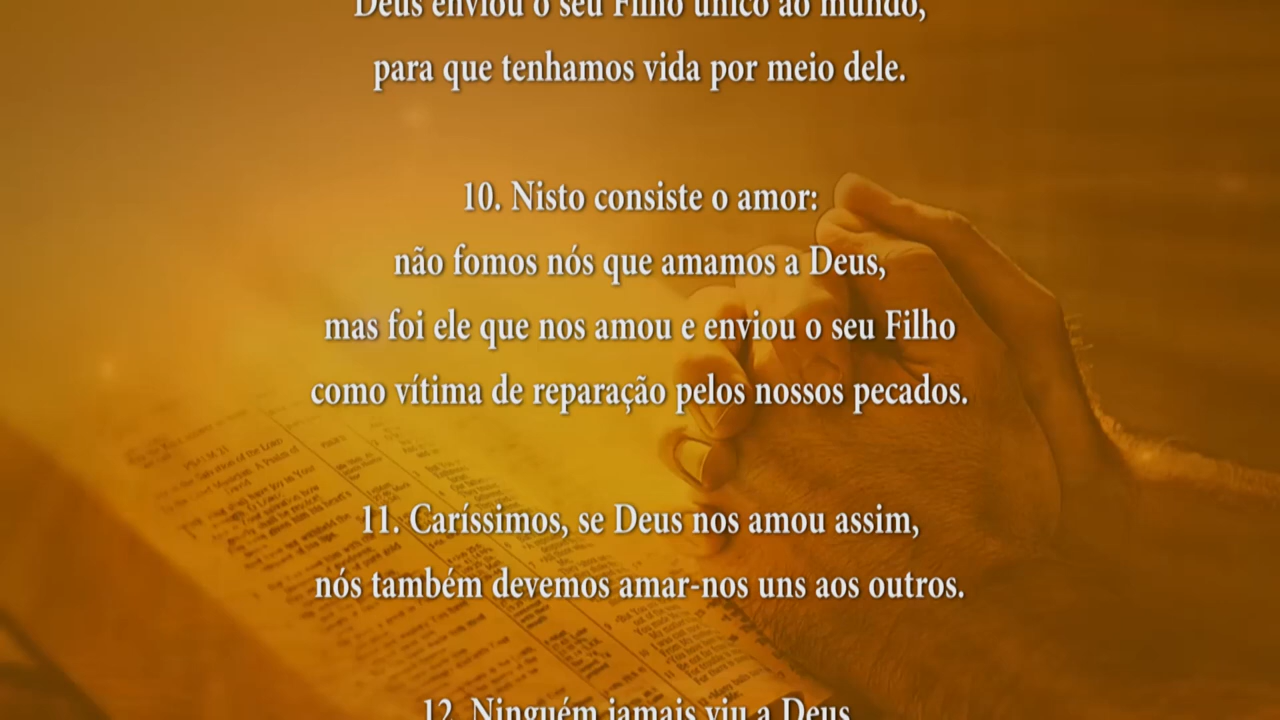 Deus enviou o seu Filho único ao mundo,
para que tenhamos vida por meio dele.
10. Nisto consiste o amor:
não fomos nós que amamos a Deus,
mas foi ele que nos amou e enviou o seu Filho
como vítima de reparação pelos nossos pecados.
11. Caríssimos, se Deus nos amou assim,
nós também devemos amar-nos uns aos outros.
12. Ninguém jamais viu a Deus